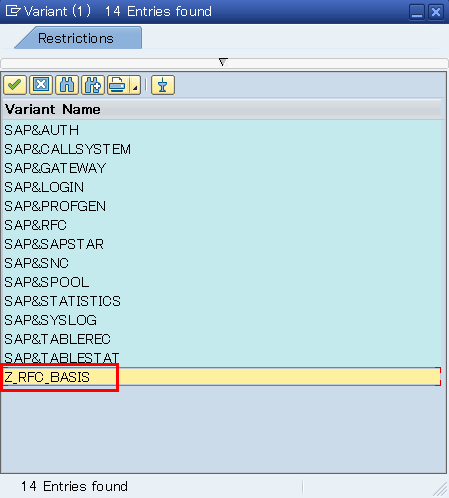 Variant (1) 14 Entries found
Restrictions
Variant Name
SAP&AUTH
SAP&CALLSYSTEM
SAP&GATEWAY
SAP&LOGIN
SAP&PROFGEN
SAP&RFC
SAP&SAPSTAR
SAP&SNC
SAP&SPOOL
SAP&STATISTICS
SAP&SYSLOG
SAP&TABLEREC
SAP&TABLESTAT
Z_RFC_BASIS
14 Entries found